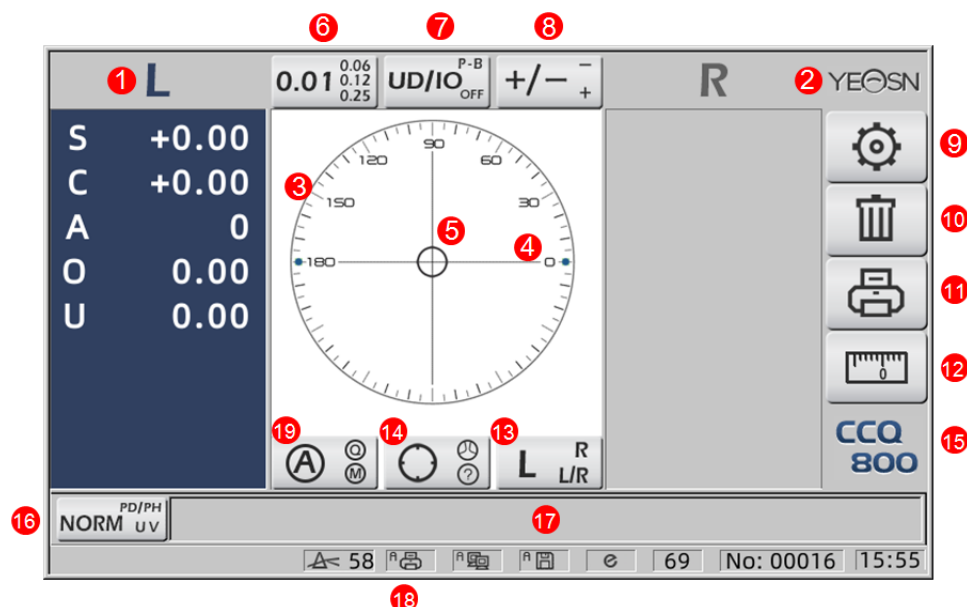 6
7
8
1
L
0.01
0.06
0.12
0.25
UD/IO
P-B
OFF
+/−
−
+
R
2
YEOSN
S +0.00
C +0.00
A 0
O 0.00
U 0.00
90
120
60
3
150
30
5
4
180
0
9
10
11
12
0
19
A
Q
M
14
?
13
L
R
L/R
CCQ
800
15
16
NORM
PD/PH
UV
17
58
A
A
A
e
69
No: 00016
15:55
18